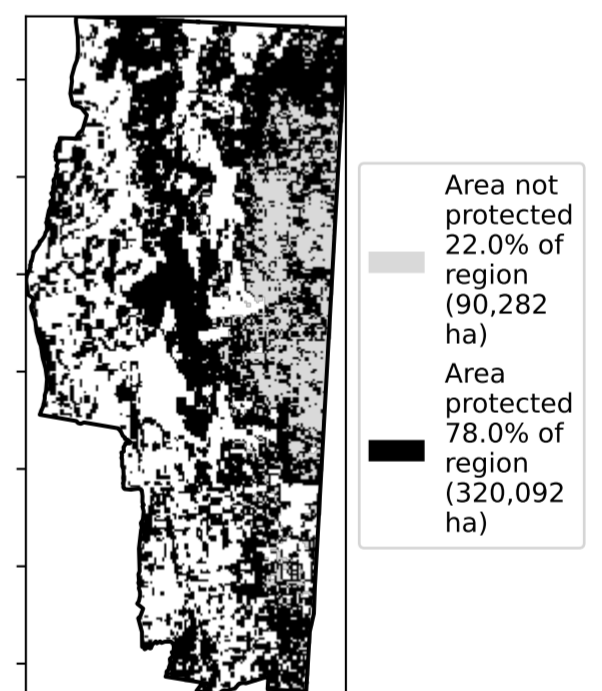 Area not
protected
22.0% of
region
(90,282
ha)
Area
protected
78.0% of
region
(320,092
ha)